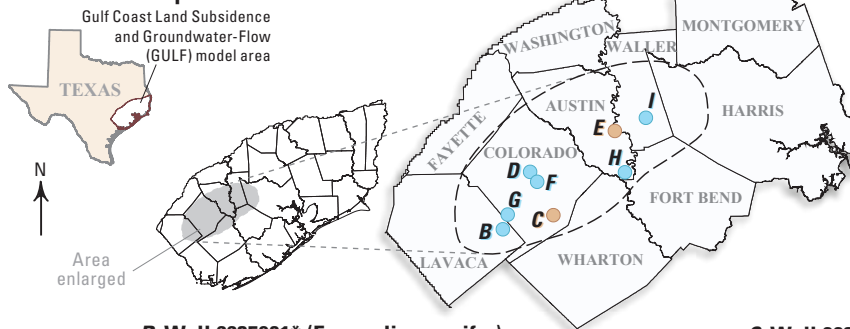 Gulf Coast Land Subsidence
and Groundwater-Flow
(GULF) model area
TEXAS
N
Area
enlarged
WASHINGTON
WALLER
MONTGOMERY
AUSTIN
HARRIS
FAYETTE
COLORADO
FORT BEND
LAVACA
WHARTON
I
E
H
D
F
G
C
B